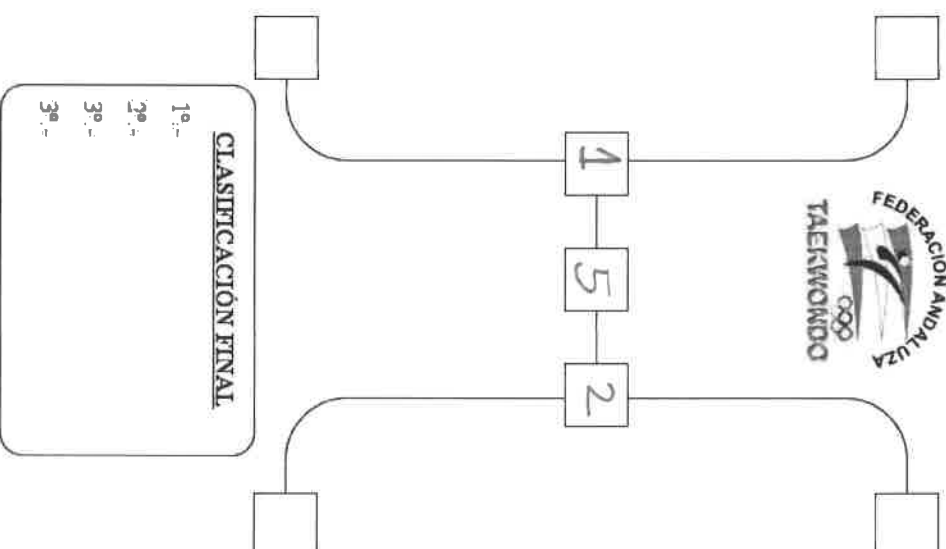 FEDERACIÓN ANDALUZA
TAEKWONDO
1
5
2
CLASIFICACIÓN FINAL
1º.-
2º.-
3º.-
3º.-